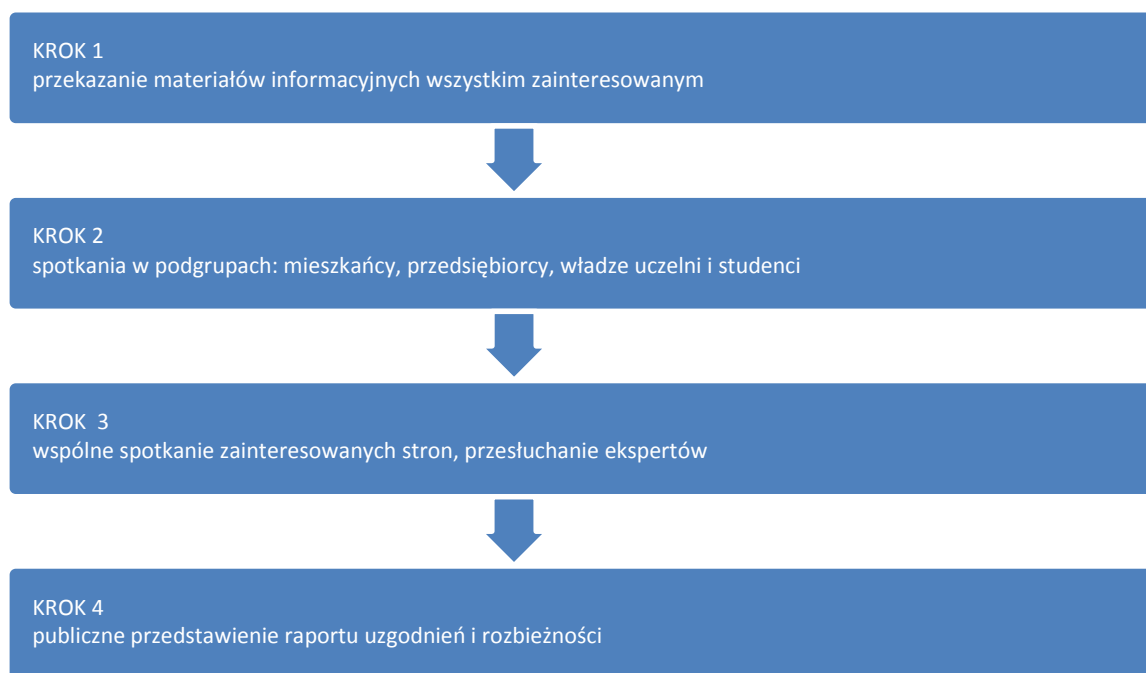 KROK 1
przekazanie materiałów informacyjnych wszystkim zainteresowanym
KROK 2
spotkania w podgrupach: mieszkańcy, przedsiębiorcy, władze uczelni i studenci
KROK  3
wspólne spotkanie zainteresowanych stron, przesłuchanie ekspertów
KROK 4
publiczne przedstawienie raportu uzgodnień i rozbieżności